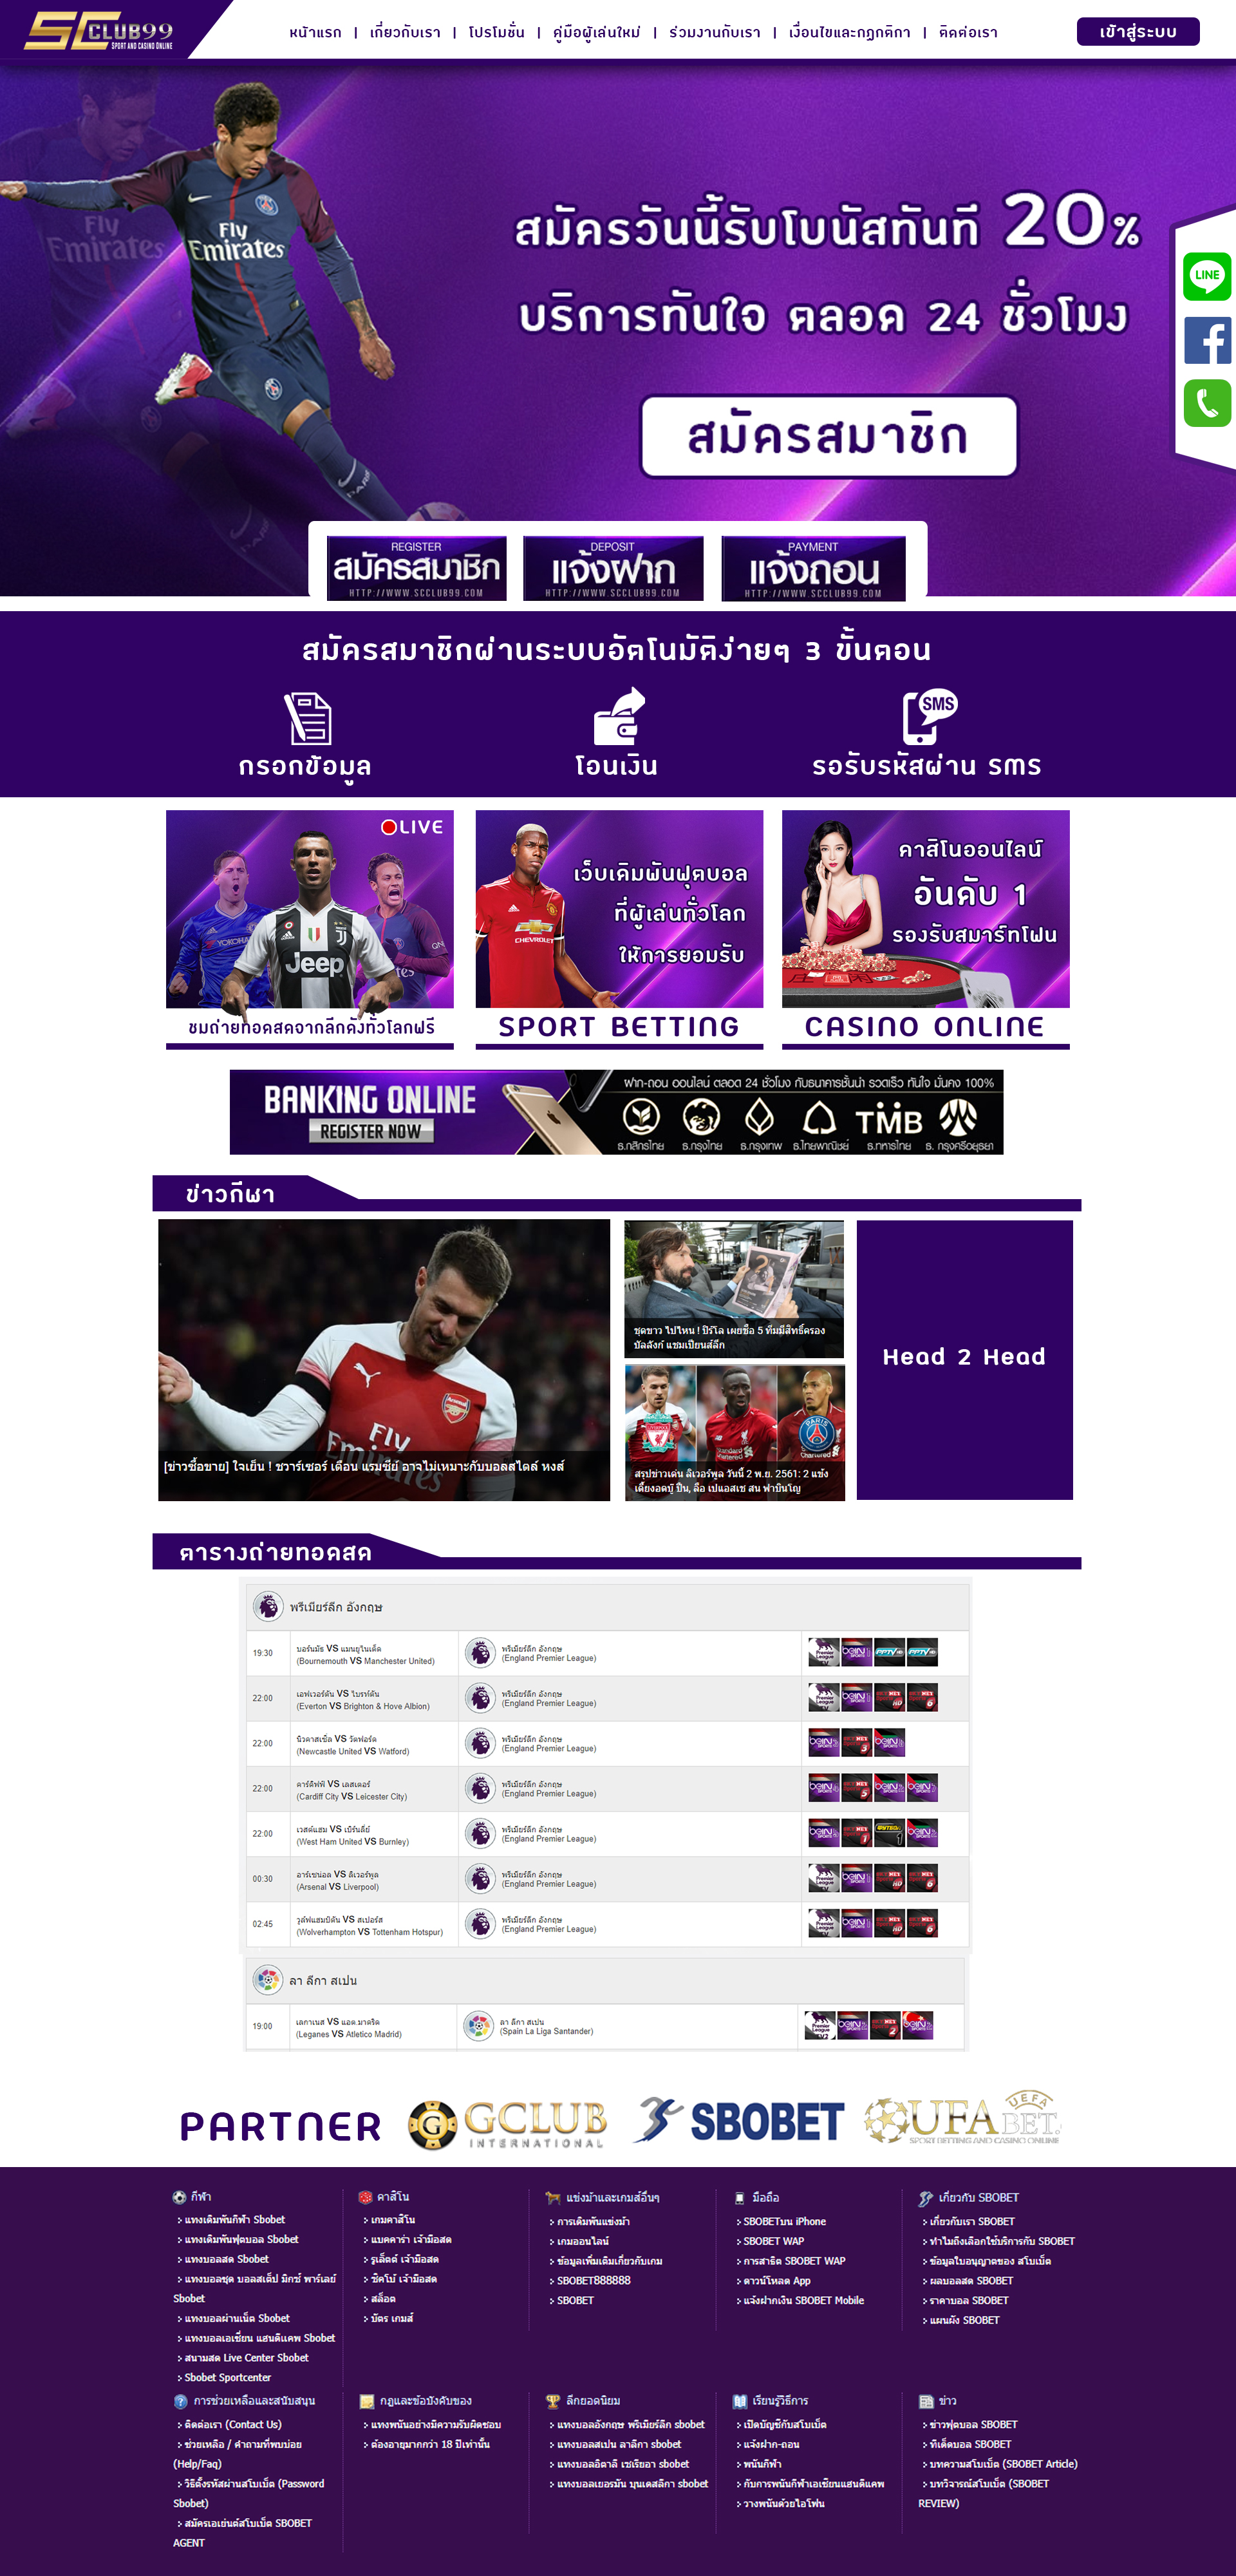 SC CLUB99
SPORT AND CASINO ONLINE
หน้าแรก | เกี่ยวกับเรา | โปรโมชั่น | คู่มือผู้เล่นใหม่ | ร่วมงานกับเรา | เงื่อนไขและกฎกติกา | ติดต่อเรา
เข้าสู่ระบบ
Fly
Emirates
สมัครวันนี้รับโบนัสทันที 20%
บริการทันใจ ตลอด 24 ชั่วโมง
LINE
สมัครสมาชิก
REGISTER
สมัครสมาชิก
HTTP://WWW.SCCLUB99.COM
DEPOSIT
แจ้งฝาก
HTTP://WWW.SCCLUB99.COM
PAYMENT
แจ้งถอน
HTTP://WWW.SCCLUB99.COM
สมัครสมาชิกผ่านระบบอัตโนมัติง่ายๆ 3 ขั้นตอน
SMS
กรอกข้อมูล
โอนเงิน
รอรับรหัสผ่าน SMS
LIVE
Jeep
ชมถ่ายทอดสดจากลีกดังทั่วโลกฟรี
CHEVROLET
เว็บเดิมพันฟุตบอล
ที่ผู้เล่นทั่วโลก
ให้การยอมรับ
SPORT BETTING
คาสิโนออนไลน์
อันดับ 1
รองรับสมาร์ทโฟน
CASINO ONLINE
BANKING ONLINE
REGISTER NOW
ฝาก-ถอน ออนไลน์ ตลอด 24 ชั่วโมง กับธนาคารชั้นนำ รวดเร็ว ทันใจ มั่นคง 100%
TMB
ธ.กสิกรไทย ธ.กรุงไทย ธ.กรุงเทพ ธ.ไทยพาณิชย์ ธ.ทหารไทย ธ. กรุงศรีอยุธยา
ข่าวกีฬา
Arsenal
Fly
Emirates
[ข่าวซื้อขาย] ใจเย็น ! ชวาร์เซอร์ เตือน แรมซีย์ อาจไม่เหมาะกับบอลสไตล์ หงส์
ชุดขาว ไปไหน ! ปีร์โล เผยชื่อ 5 ทีมมีสิทธิ์ครอง
บัลลังก์ แชมเปียนส์ลีก
สรุปข่าวเด่น ลิเวอร์พูล วันนี้ 2 พ.ย. 2561: 2 แข้ง
เดี้ยงอดบู๊ ปืน, ลือ เปแอสเช สน ฟาบินโญ่
Head 2 Head
ตารางถ่ายทอดสด
พรีเมียร์ลีก อังกฤษ
19:30
บอร์นมัธ VS แมนยูไนเต็ด
(Bournemouth VS Manchester United)
พรีเมียร์ลีก อังกฤษ
(England Premier League)
22:00
เอฟเวอร์ตัน VS ไบรท์ตัน
(Everton VS Brighton & Hove Albion)
พรีเมียร์ลีก อังกฤษ
(England Premier League)
22:00
นิวคาสเซิ่ล VS วัตฟอร์ด
(Newcastle United VS Watford)
พรีเมียร์ลีก อังกฤษ
(England Premier League)
22:00
คาร์ดิฟฟ์ VS เลสเตอร์
(Cardiff City VS Leicester City)
พรีเมียร์ลีก อังกฤษ
(England Premier League)
22:00
เวสต์แฮม VS เบิร์นลี่ย์
(West Ham United VS Burnley)
พรีเมียร์ลีก อังกฤษ
(England Premier League)
00:30
อาร์เซน่อล VS ลิเวอร์พูล
(Arsenal VS Liverpool)
พรีเมียร์ลีก อังกฤษ
(England Premier League)
02:45
วูล์ฟแฮมป์ตัน VS สเปอร์ส
(Wolverhampton VS Tottenham Hotspur)
พรีเมียร์ลีก อังกฤษ
(England Premier League)
ลา ลีกา สเปน
19:00
เลกาเนส VS แอต.มาดริด
(Leganes VS Atletico Madrid)
ลา ลีกา สเปน
(Spain La Liga Santander)
PARTNER
GCLUB
INTERNATIONAL
SBOBET
UEFA
UFABET
SPORT BETTING AND CASINO ONLINE
กีฬา
แทงเดิมพันกีฬา Sbobet
แทงเดิมพันฟุตบอล Sbobet
แทงบอลสด Sbobet
แทงบอลชุด บอลสเต็ป มิกซ์ พาร์เลย์
Sbobet
แทงบอลผ่านเน็ต Sbobet
แทงบอลเอเชี่ยน แฮนดิแคพ Sbobet
สนามสด Live Center Sbobet
Sbobet Sportcenter
คาสิโน
เกมคาสิโน
แบคคาร่า เจ้ามือสด
รูเล็ตต์ เจ้ามือสด
ซิคโบ้ เจ้ามือสด
สล็อต
บัตร เกมส์
แข่งม้าและเกมส์อื่นๆ
การเดิมพันแข่งม้า
เกมออนไลน์
ข้อมูลเพิ่มเติมเกี่ยวกับเกม
SBOBET888888
SBOBET
มือถือ
SBOBETบน iPhone
SBOBET WAP
การสาธิต SBOBET WAP
ดาวน์โหลด App
แจ้งฝากเงิน SBOBET Mobile
เกี่ยวกับ SBOBET
เกี่ยวกับเรา SBOBET
ทำไมถึงเลือกใช้บริการกับ SBOBET
ข้อมูลใบอนุญาตของ สโบเบ็ต
ผลบอลสด SBOBET
ราคาบอล SBOBET
แผนผัง SBOBET
การช่วยเหลือและสนับสนุน
ติดต่อเรา (Contact Us)
ช่วยเหลือ / คำถามที่พบบ่อย
(Help/Faq)
วิธีตั้งรหัสผ่านสโบเบ็ต (Password
Sbobet)
สมัครเอเย่นต์สโบเบ็ต SBOBET
AGENT
กฎและข้อบังคับของ
แทงพนันอย่างมีความรับผิดชอบ
ต้องอายุมากกว่า 18 ปีเท่านั้น
ลีกยอดนิยม
แทงบอลอังกฤษ พรีเมียร์ลีก sbobet
แทงบอลสเปน ลาลีกา sbobet
แทงบอลอิตาลี เซเรียอา sbobet
แทงบอลเยอรมัน บุนเดสลีกา sbobet
เรียนรู้วิธีการ
เปิดบัญชีกับสโบเบ็ต
แจ้งฝาก-ถอน
พนันกีฬา
กับการพนันกีฬาเอเชียนแฮนดิแคพ
วางพนันด้วยไอโฟน
ข่าว
ข่าวฟุตบอล SBOBET
ทีเด็ดบอล SBOBET
บทความสโบเบ็ต (SBOBET Article)
บทวิจารณ์สโบเบ็ต (SBOBET
REVIEW)